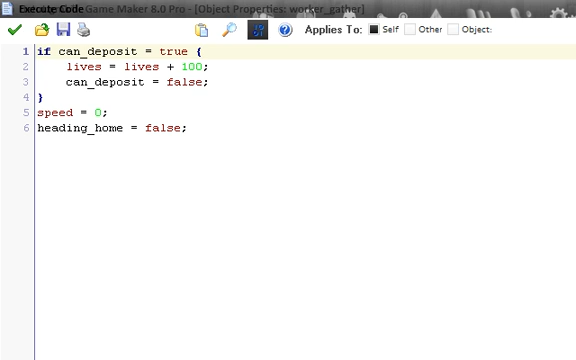 Execute Code Game Maker 8.0 Pro - [Object Properties: worker_gather]
Applies To: Self Other Object:
1 if can_deposit = true {
2 lives = lives + 100;
3 can_deposit = false;
4 }
5 speed = 0;
6 heading_home = false;